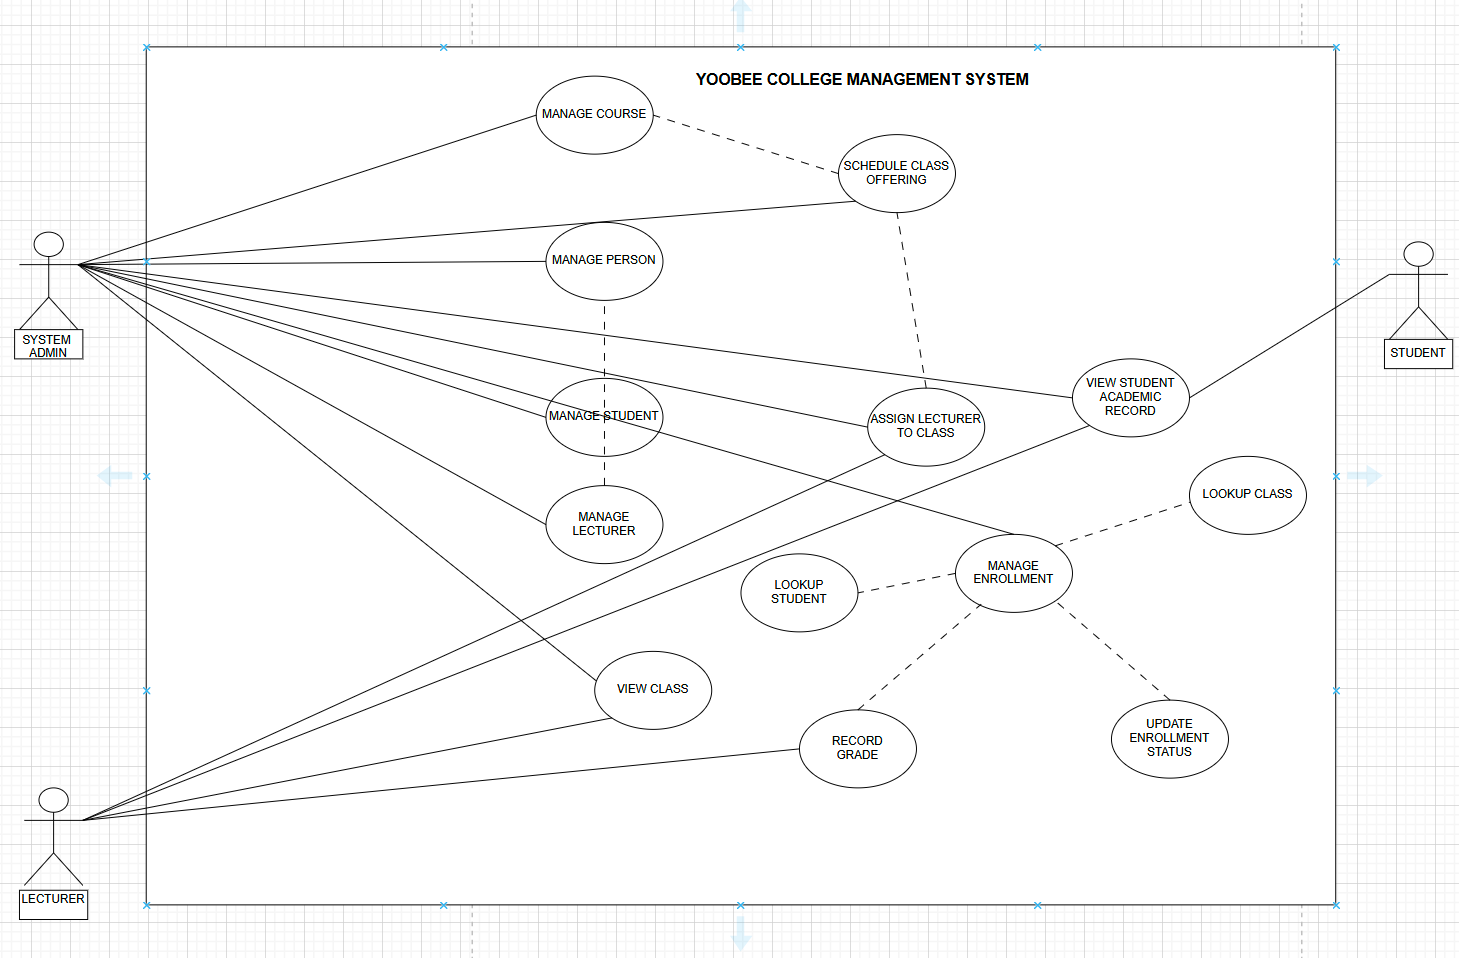 YOOBEE COLLEGE MANAGEMENT SYSTEM
MANAGE COURSE
SCHEDULE CLASS
OFFERING
MANAGE PERSON
SYSTEM
ADMIN
STUDENT
VIEW STUDENT
ACADEMIC
RECORD
MANAGE STUDENT
ASSIGN LECTURER
TO CLASS
LOOKUP CLASS
MANAGE
LECTURER
MANAGE
ENROLLMENT
LOOKUP
STUDENT
VIEW CLASS
RECORD
GRADE
UPDATE
ENROLLMENT
STATUS
LECTURER